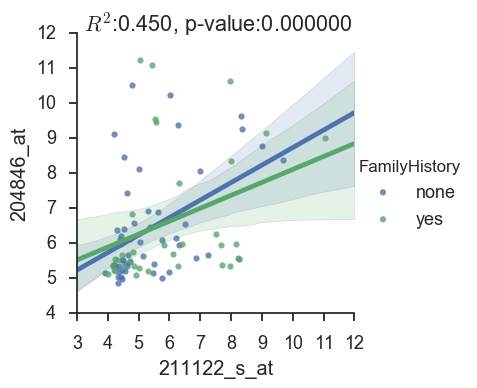 R²:0.450, p-value:0.000000
12
11
10
9
8
7
6
5
4
204846_at
3 4 5 6 7 8 9 10 11 12
211122_s_at
FamilyHistory
none
yes